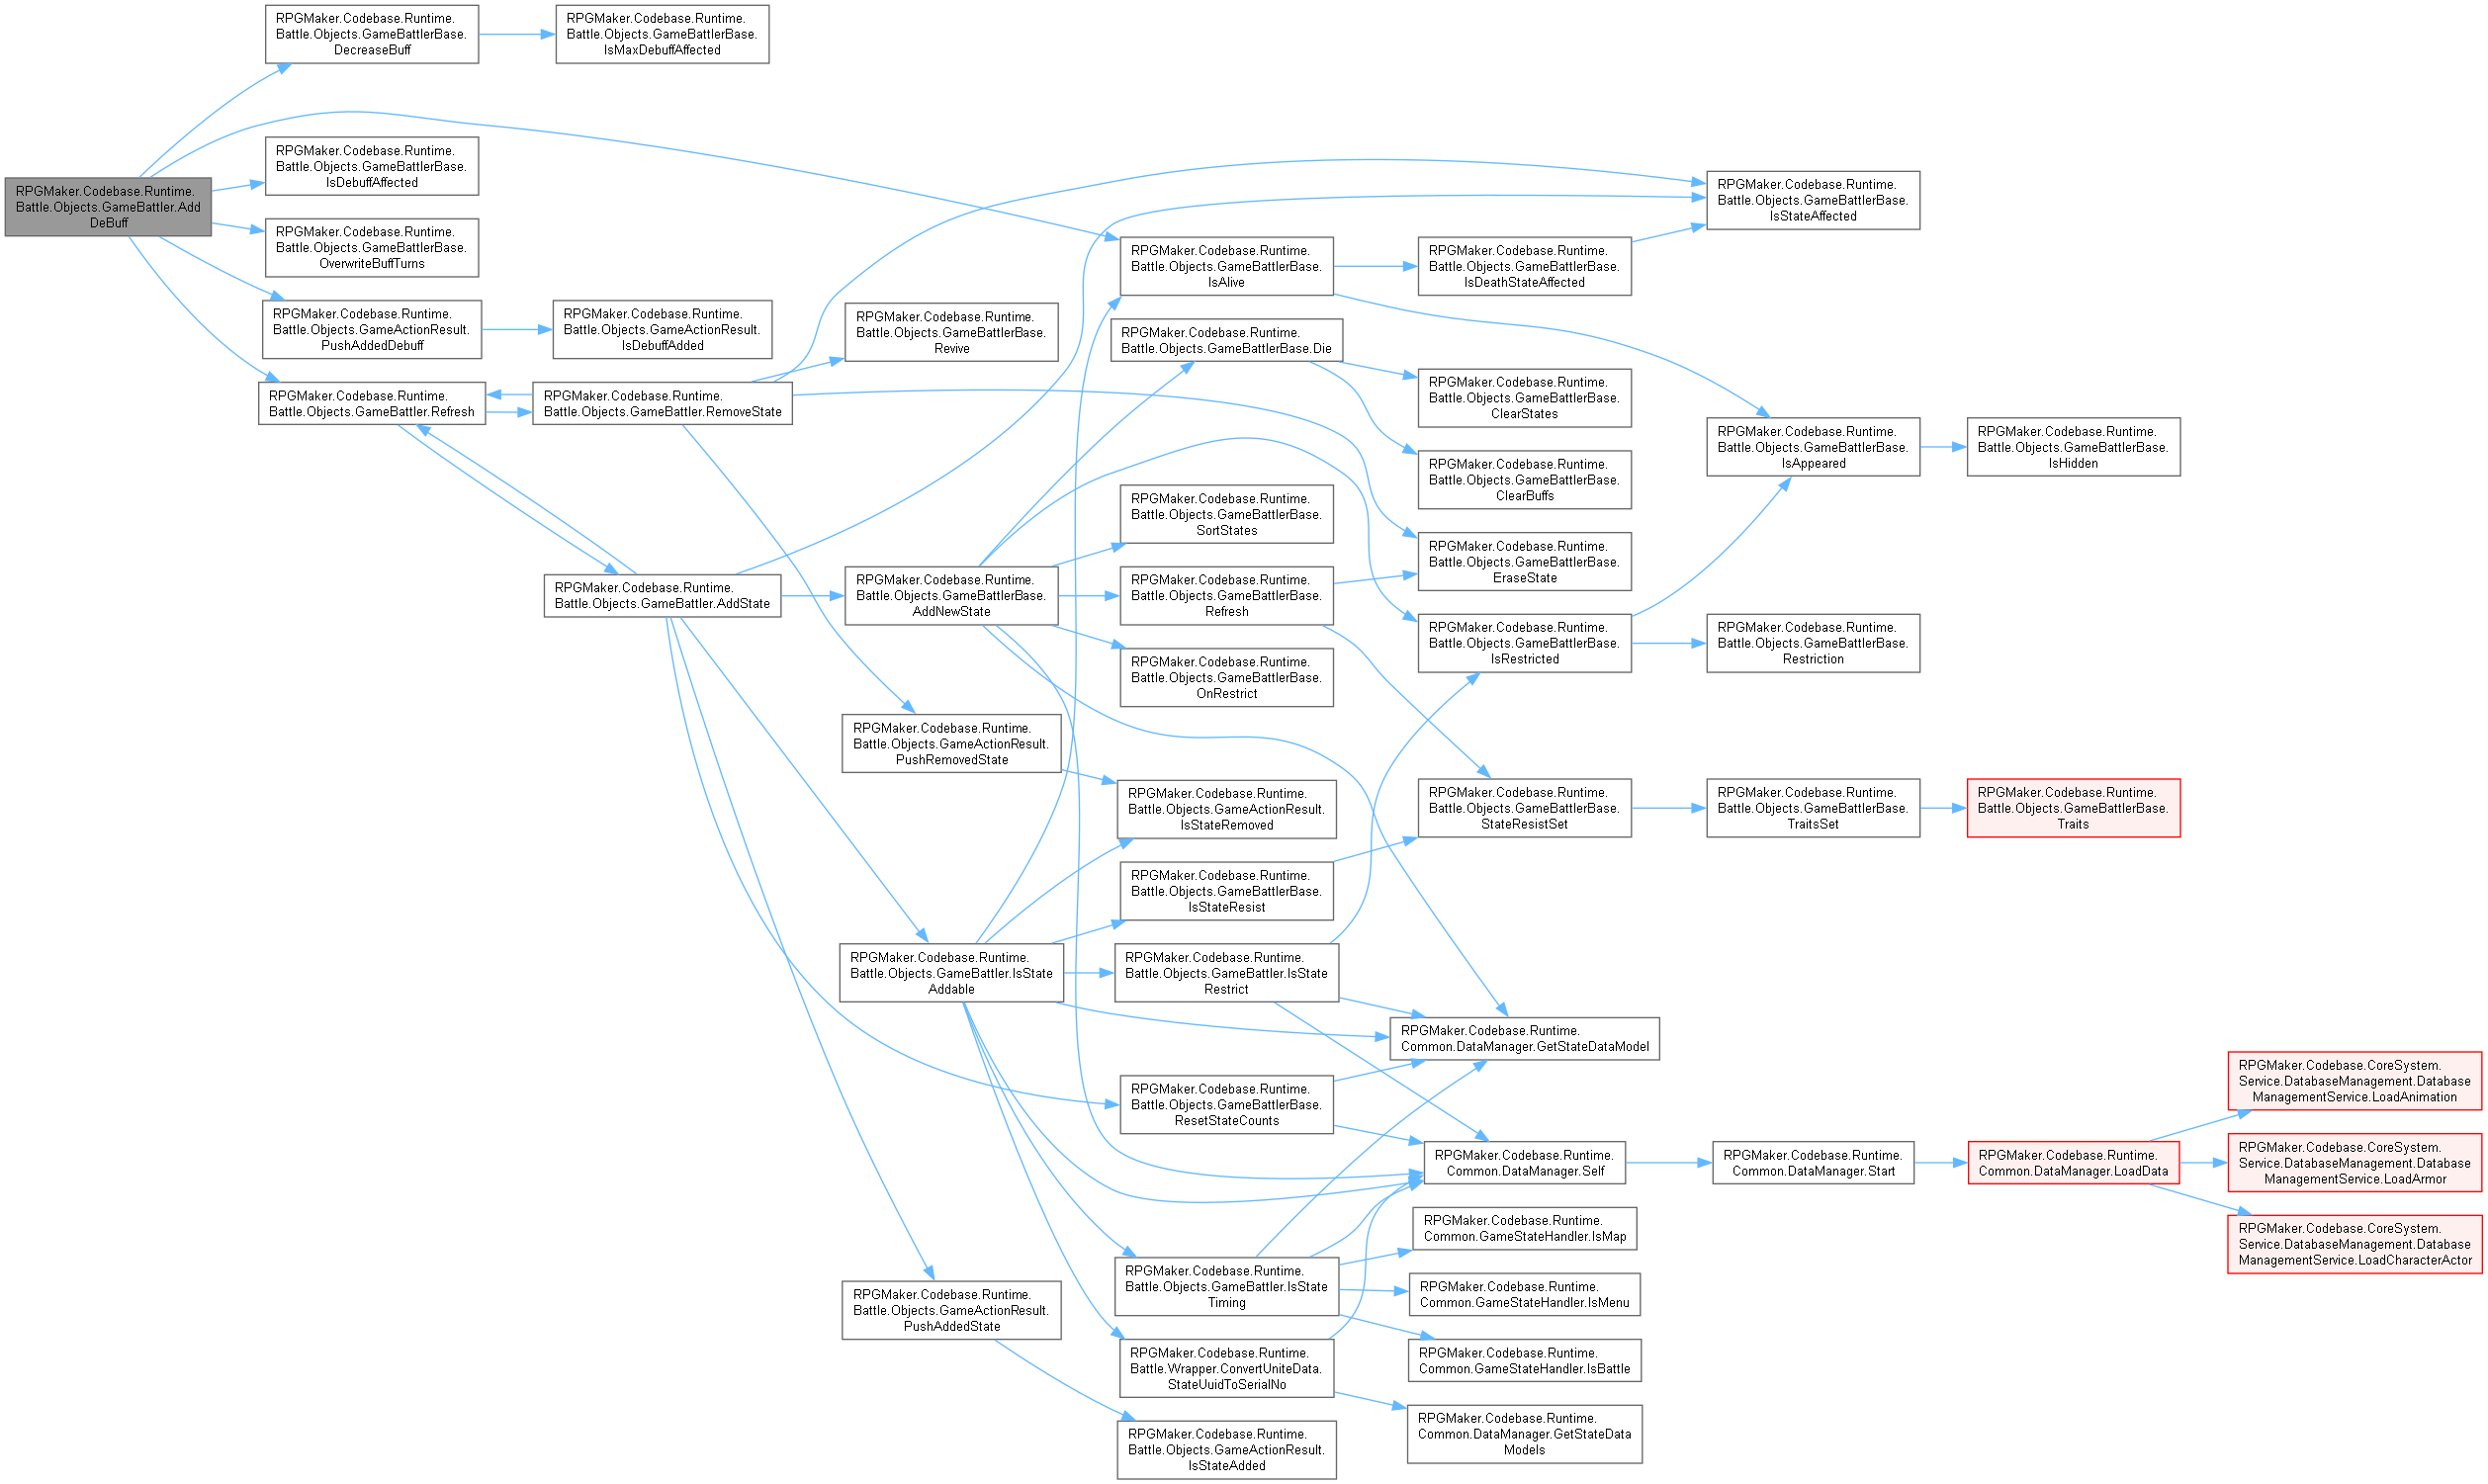 RPGMaker.Codebase.Runtime.
Battle.Objects.GameBattler.Add
DeBuff
RPGMaker.Codebase.Runtime.
Battle.Objects.GameBattlerBase.
DecreaseBuff
RPGMaker.Codebase.Runtime.
Battle.Objects.GameBattlerBase.
IsMaxDebuffAffected
RPGMaker.Codebase.Runtime.
Battle.Objects.GameBattlerBase.
IsDebuffAffected
RPGMaker.Codebase.Runtime.
Battle.Objects.GameBattlerBase.
OverwriteBuffTurns
RPGMaker.Codebase.Runtime.
Battle.Objects.GameActionResult.
PushAddedDebuff
RPGMaker.Codebase.Runtime.
Battle.Objects.GameActionResult.
IsDebuffAdded
RPGMaker.Codebase.Runtime.
Battle.Objects.GameBattler.Refresh
RPGMaker.Codebase.Runtime.
Battle.Objects.GameBattler.RemoveState
RPGMaker.Codebase.Runtime.
Battle.Objects.GameBattler.AddState
RPGMaker.Codebase.Runtime.
Battle.Objects.GameBattlerBase.
Revive
RPGMaker.Codebase.Runtime.
Battle.Objects.GameBattlerBase.
AddNewState
RPGMaker.Codebase.Runtime.
Battle.Objects.GameActionResult.
PushRemovedState
RPGMaker.Codebase.Runtime.
Battle.Objects.GameBattler.IsState
Addable
RPGMaker.Codebase.Runtime.
Battle.Objects.GameActionResult.
PushAddedState
RPGMaker.Codebase.Runtime.
Battle.Objects.GameBattlerBase.
IsAlive
RPGMaker.Codebase.Runtime.
Battle.Objects.GameBattlerBase.Die
RPGMaker.Codebase.Runtime.
Battle.Objects.GameBattlerBase.
SortStates
RPGMaker.Codebase.Runtime.
Battle.Objects.GameBattlerBase.
Refresh
RPGMaker.Codebase.Runtime.
Battle.Objects.GameBattlerBase.
OnRestrict
RPGMaker.Codebase.Runtime.
Battle.Objects.GameActionResult.
IsStateRemoved
RPGMaker.Codebase.Runtime.
Battle.Objects.GameBattlerBase.
IsStateResist
RPGMaker.Codebase.Runtime.
Battle.Objects.GameBattler.IsState
Restrict
RPGMaker.Codebase.Runtime.
Battle.Objects.GameBattlerBase.
ResetStateCounts
RPGMaker.Codebase.Runtime.
Battle.Objects.GameBattler.IsState
Timing
RPGMaker.Codebase.Runtime.
Battle.Wrapper.ConvertUniteData.
StateUuidToSerialNo
RPGMaker.Codebase.Runtime.
Battle.Objects.GameActionResult.
IsStateAdded
RPGMaker.Codebase.Runtime.
Battle.Objects.GameBattlerBase.
IsDeathStateAffected
RPGMaker.Codebase.Runtime.
Battle.Objects.GameBattlerBase.
ClearStates
RPGMaker.Codebase.Runtime.
Battle.Objects.GameBattlerBase.
ClearBuffs
RPGMaker.Codebase.Runtime.
Battle.Objects.GameBattlerBase.
EraseState
RPGMaker.Codebase.Runtime.
Battle.Objects.GameBattlerBase.
IsRestricted
RPGMaker.Codebase.Runtime.
Battle.Objects.GameBattlerBase.
StateResistSet
RPGMaker.Codebase.Runtime.
Common.DataManager.GetStateDataModel
RPGMaker.Codebase.Runtime.
Common.DataManager.Self
RPGMaker.Codebase.Runtime.
Common.GameStateHandler.IsMap
RPGMaker.Codebase.Runtime.
Common.GameStateHandler.IsMenu
RPGMaker.Codebase.Runtime.
Common.GameStateHandler.IsBattle
RPGMaker.Codebase.Runtime.
Common.DataManager.GetStateData
Models
RPGMaker.Codebase.Runtime.
Battle.Objects.GameBattlerBase.
IsStateAffected
RPGMaker.Codebase.Runtime.
Battle.Objects.GameBattlerBase.
IsAppeared
RPGMaker.Codebase.Runtime.
Battle.Objects.GameBattlerBase.
Restriction
RPGMaker.Codebase.Runtime.
Battle.Objects.GameBattlerBase.
TraitsSet
RPGMaker.Codebase.Runtime.
Common.DataManager.Start
RPGMaker.Codebase.Runtime.
Battle.Objects.GameBattlerBase.
IsHidden
RPGMaker.Codebase.Runtime.
Battle.Objects.GameBattlerBase.
Traits
RPGMaker.Codebase.Runtime.
Common.DataManager.LoadData
RPGMaker.Codebase.CoreSystem.
Service.DatabaseManagement.Database
ManagementService.LoadAnimation
RPGMaker.Codebase.CoreSystem.
Service.DatabaseManagement.Database
ManagementService.LoadArmor
RPGMaker.Codebase.CoreSystem.
Service.DatabaseManagement.Database
ManagementService.LoadCharacterActor